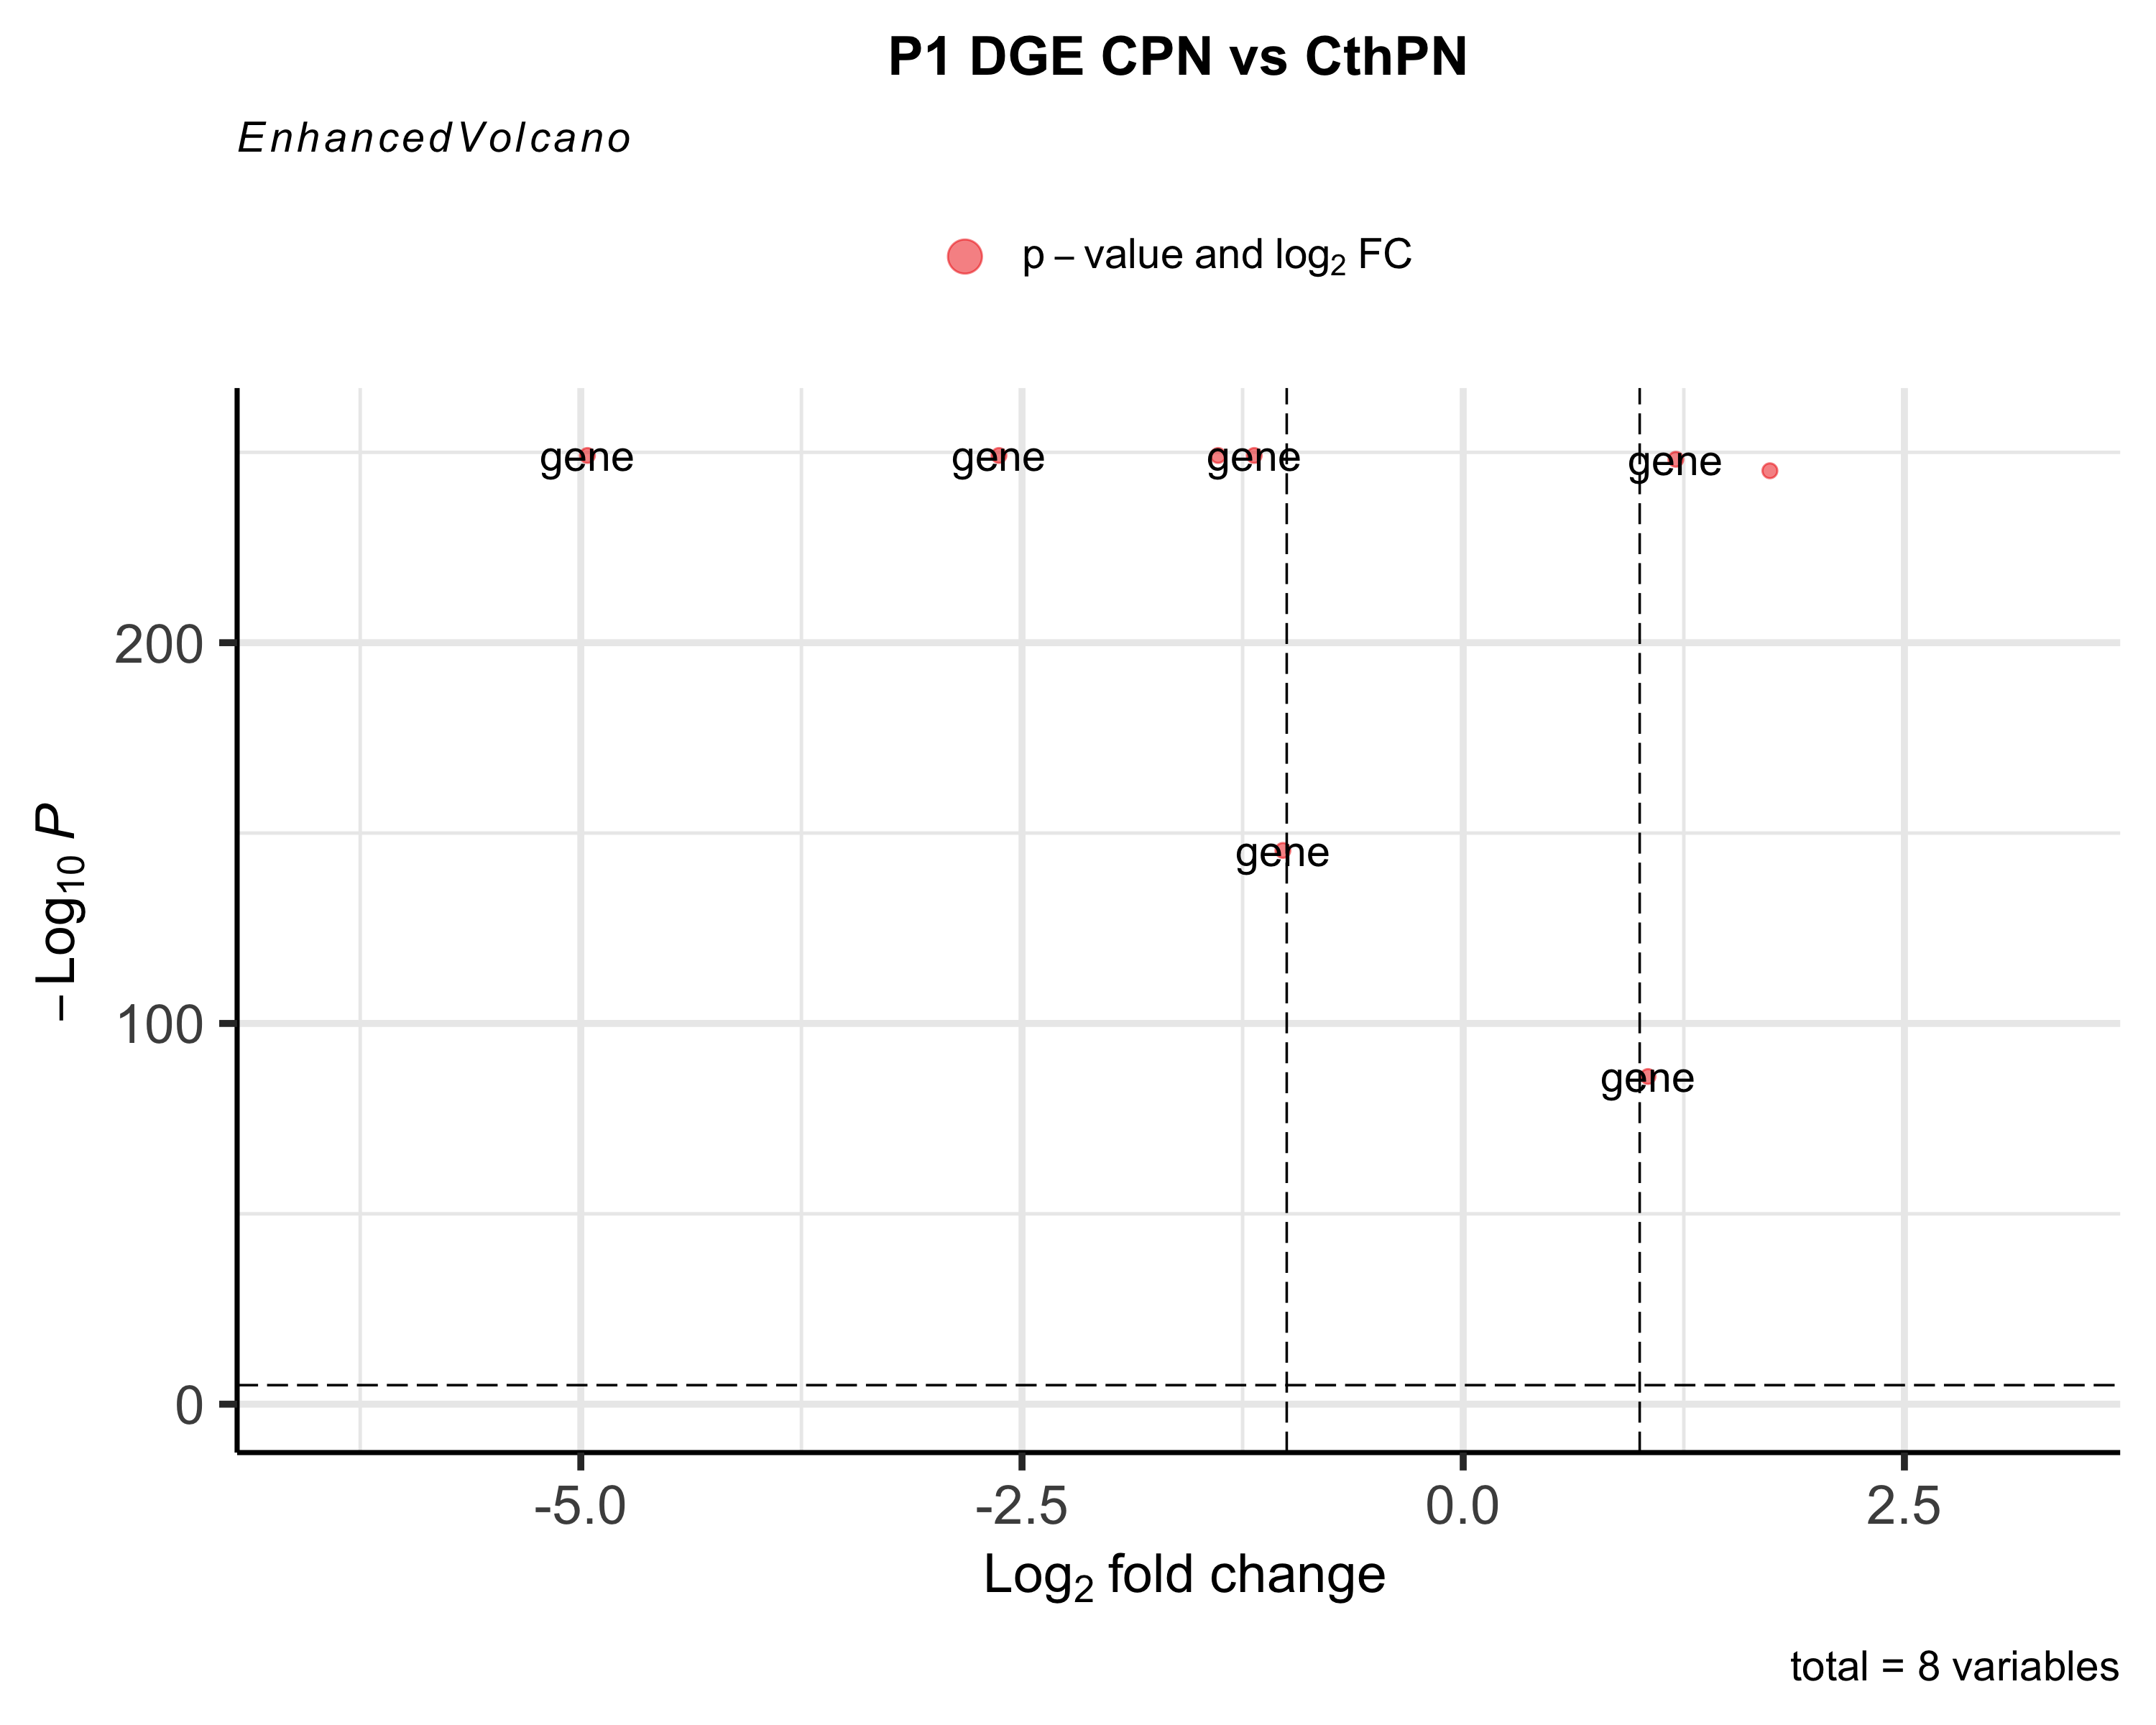 P1 DGE CPN vs CthPN
EnhancedVolcano
p – value and log₂ FC
gene gene gene gene
200
gene
– Log₁₀ P
100
gene
0
-5.0 -2.5 0.0 2.5
Log₂ fold change
total = 8 variables